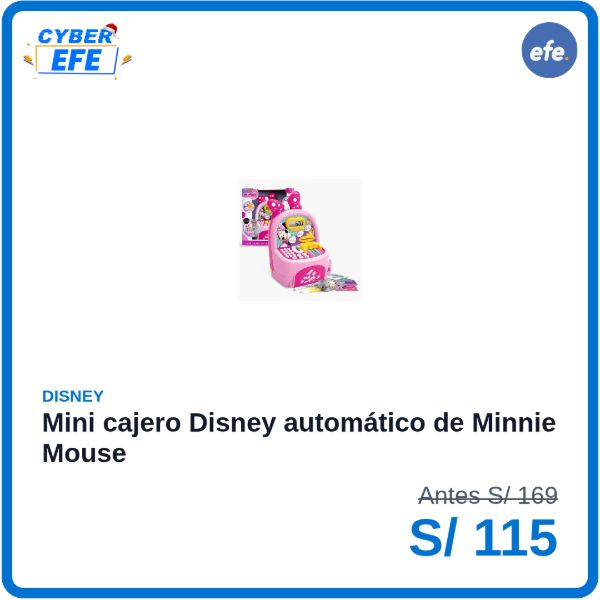 CYBER
EFE
efe.
DISNEY
Mini cajero Disney automático de Minnie
Mouse
Antes S/ 169
S/ 115